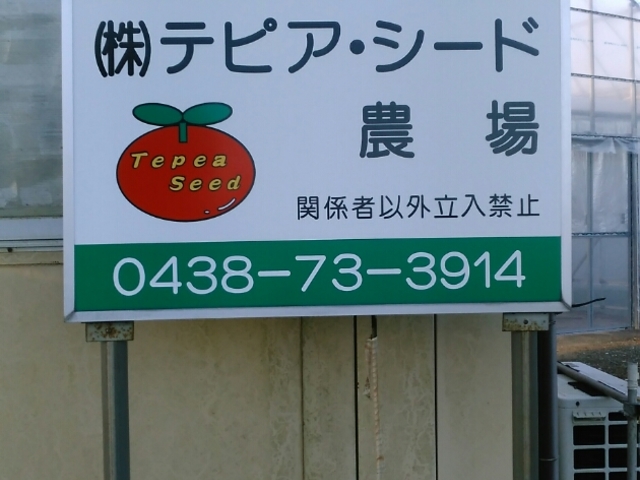 ㈱テピア・シード
農場
Tepea
Seed
関係者以外立入禁止
0438-73-3914